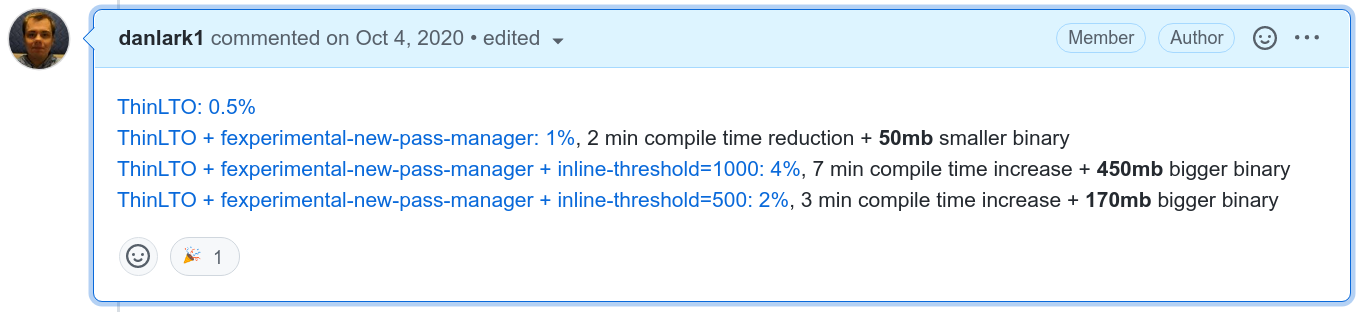 danlark1 commented on Oct 4, 2020 • edited
Member
Author
ThinLTO: 0.5%
ThinLTO + fexperimental-new-pass-manager: 1%, 2 min compile time reduction + 50mb smaller binary
ThinLTO + fexperimental-new-pass-manager + inline-threshold=1000: 4%, 7 min compile time increase + 450mb bigger binary
ThinLTO + fexperimental-new-pass-manager + inline-threshold=500: 2%, 3 min compile time increase + 170mb bigger binary
1